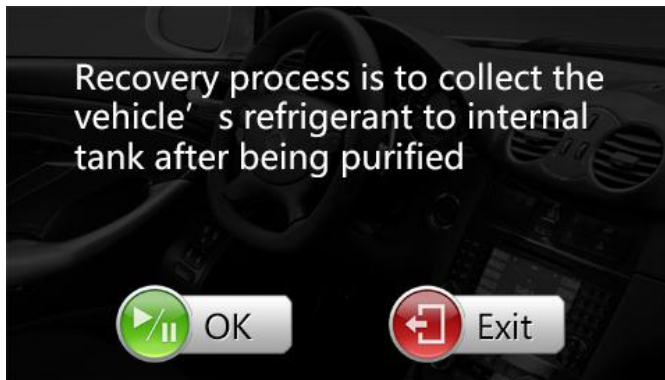 Recovery process is to collect the
vehicle’ s refrigerant to internal
tank after being purified
OK
Exit